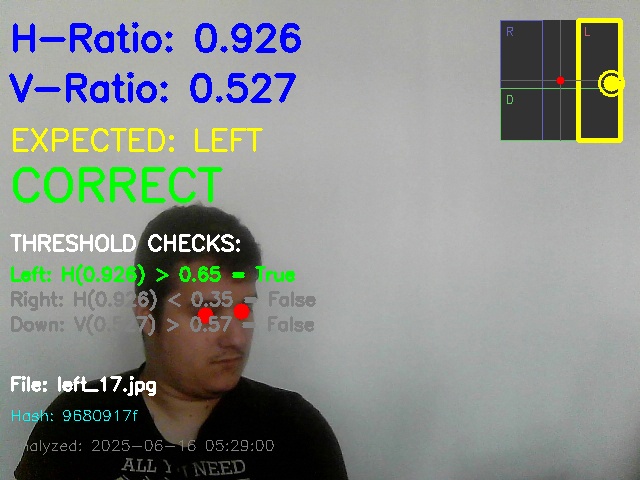 H-Ratio: 0.926
V-Ratio: 0.527
EXPECTED: LEFT
CORRECT
THRESHOLD CHECKS:
Left: H(0.926) > 0.65 = True
Right: H(0.926) < 0.35 = False
Down: V(0.527) > 0.57 = False
File: left_17.jpg
Hash: 9680917f
Analyzed: 2025-06-16 05:29:00
R L
D
ALL I NEED